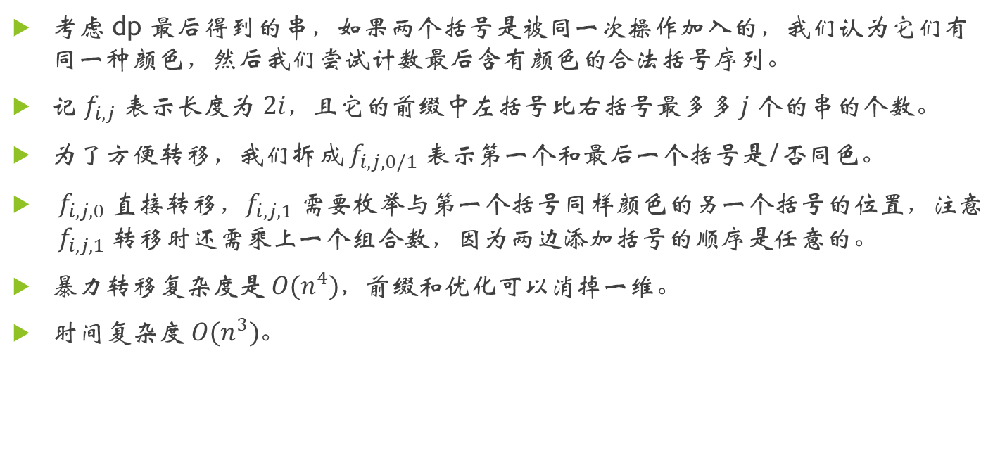 考虑 dp 最后得到的串，如果两个括号是被同一次操作加入的，我们认为它们有
同一种颜色，然后我们尝试计数最后含有颜色的合法括号序列。
记 f_{i,j} 表示长度为 2i，且它的前缀中左括号比右括号最多多 j 个的串的个数。
为了方便转移，我们拆成 f_{i,j,0/1} 表示第一个和最后一个括号是/否同色。
f_{i,j,0} 直接转移，f_{i,j,1} 需要枚举与第一个括号同样颜色的另一个括号的位置，注意
f_{i,j,1} 转移时还需乘上一个组合数，因为两边添加括号的顺序是任意的。
暴力转移复杂度是 O(n^4)，前缀和优化可以消掉一维。
时间复杂度 O(n^3)。